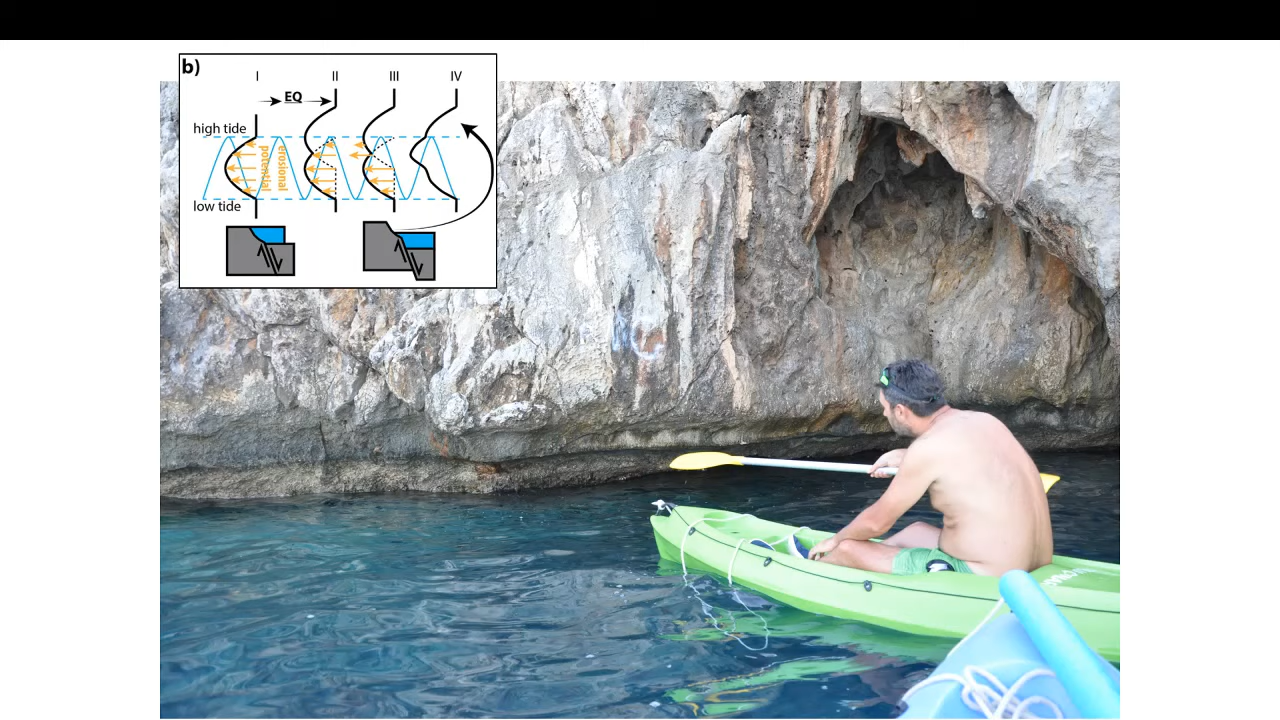 b)
I II III IV
EQ
high tide
erosional
potential
low tide